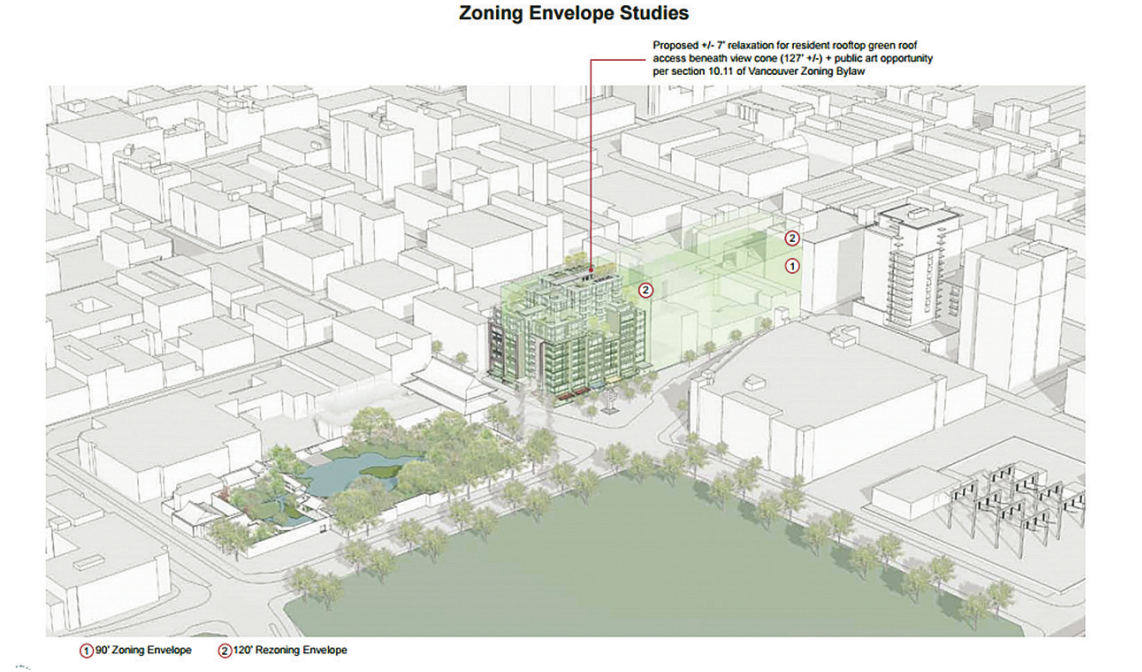 Zoning Envelope Studies
Proposed +/- 7' relaxation for resident rooftop green roof
access beneath view cone (127' +/-) + public art opportunity
per section 10.11 of Vancouver Zoning Bylaw
2
1
2
1 90' Zoning Envelope 2 120' Rezoning Envelope